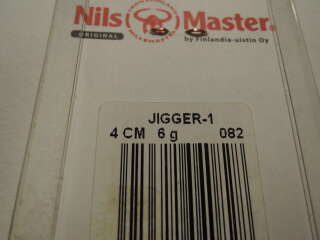 Nils Master®
ORIGINAL by Finlandia-uistin Oy
JIGGER-1
4 CM 6 g 082